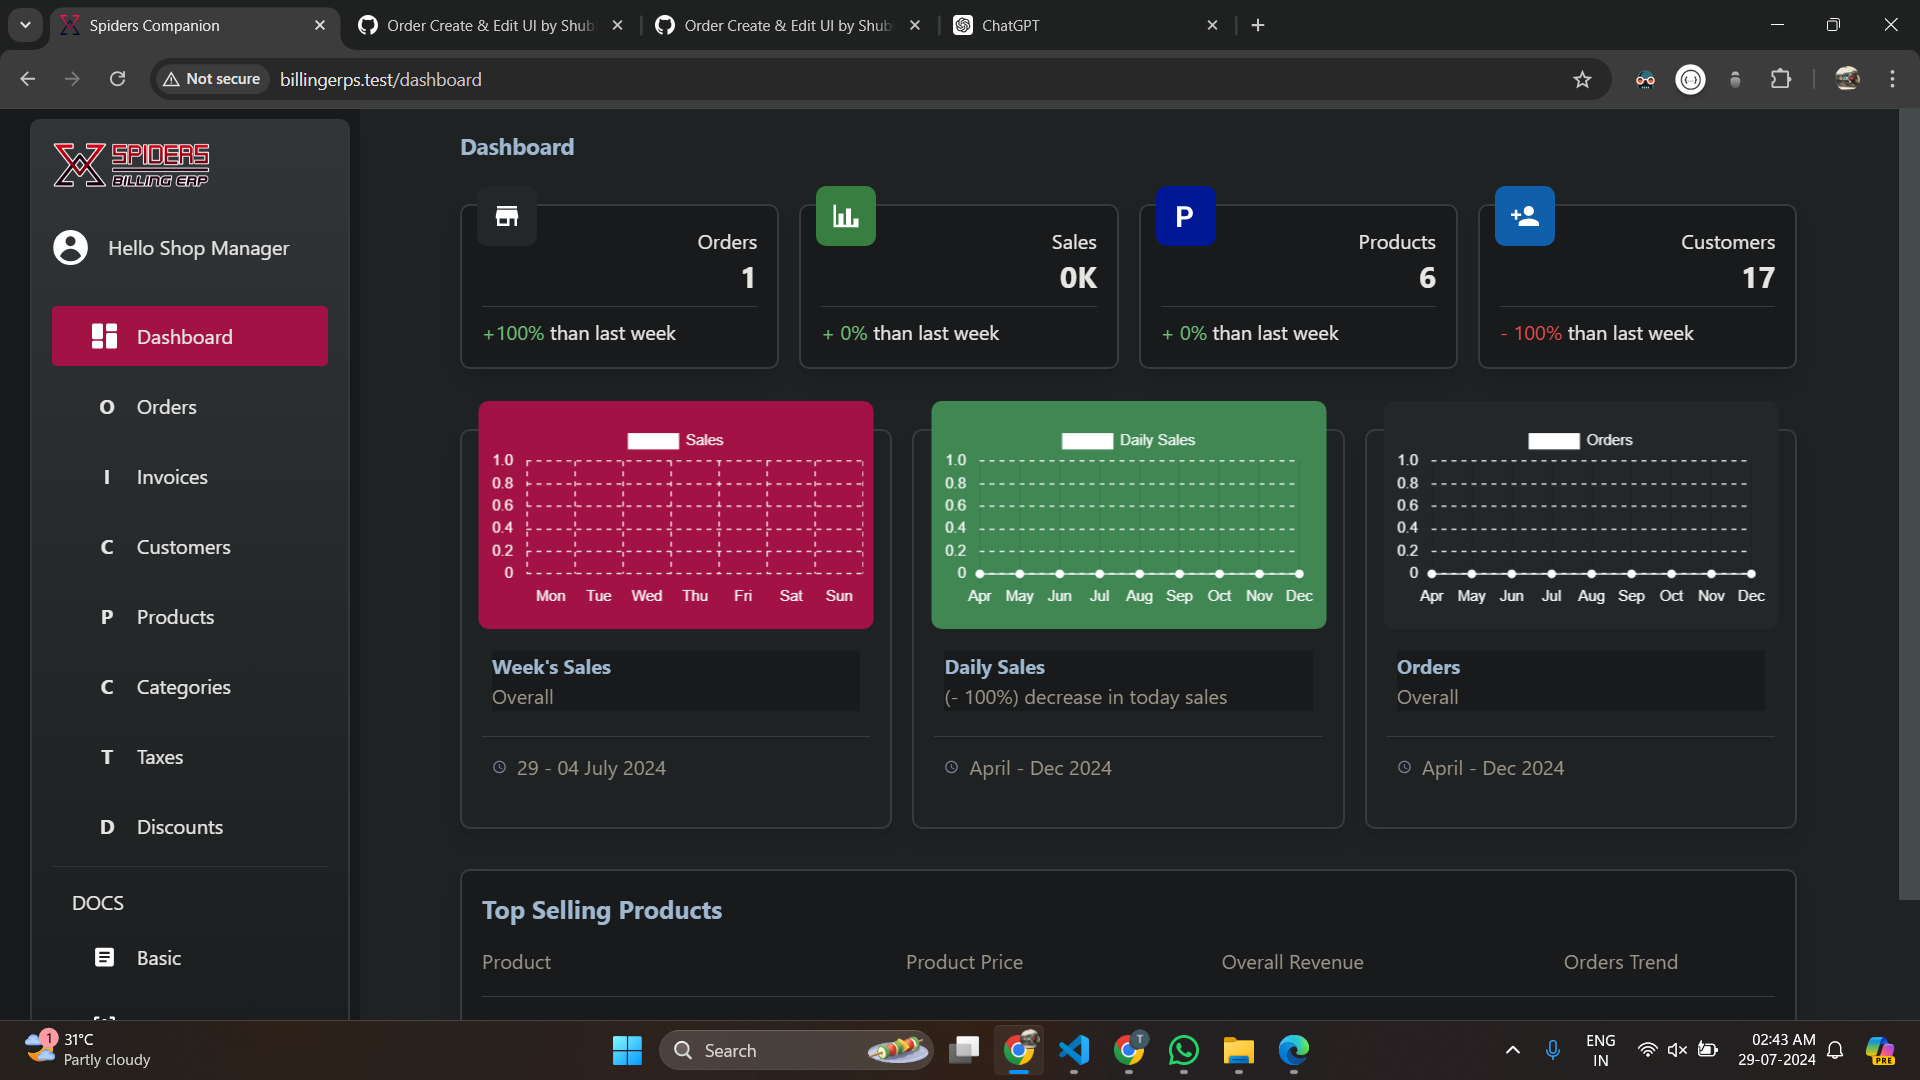 Spiders Companion
Order Create & Edit UI by Shub
Order Create & Edit UI by Shub
ChatGPT
Not secure
billingerps.test/dashboard
SPIDERS
BILLING ERP
Hello Shop Manager
Dashboard
O Orders
I Invoices
C Customers
P Products
C Categories
T Taxes
D Discounts
DOCS
Basic
Dashboard
Orders
1
+100% than last week
Sales
0K
+ 0% than last week
P
Products
6
+ 0% than last week
Customers
17
- 100% than last week
Sales
1.0
0.8
0.6
0.4
0.2
0
Mon Tue Wed Thu Fri Sat Sun
Week's Sales
Overall
29 - 04 July 2024
Daily Sales
1.0
0.8
0.6
0.4
0.2
0
Apr May Jun Jul Aug Sep Oct Nov Dec
Daily Sales
(- 100%) decrease in today sales
April - Dec 2024
Orders
1.0
0.8
0.6
0.4
0.2
0
Apr May Jun Jul Aug Sep Oct Nov Dec
Orders
Overall
April - Dec 2024
Top Selling Products
Product Product Price Overall Revenue Orders Trend
1
31°C
Partly cloudy
Search
T
ENG
IN
02:43 AM
29-07-2024
PRE